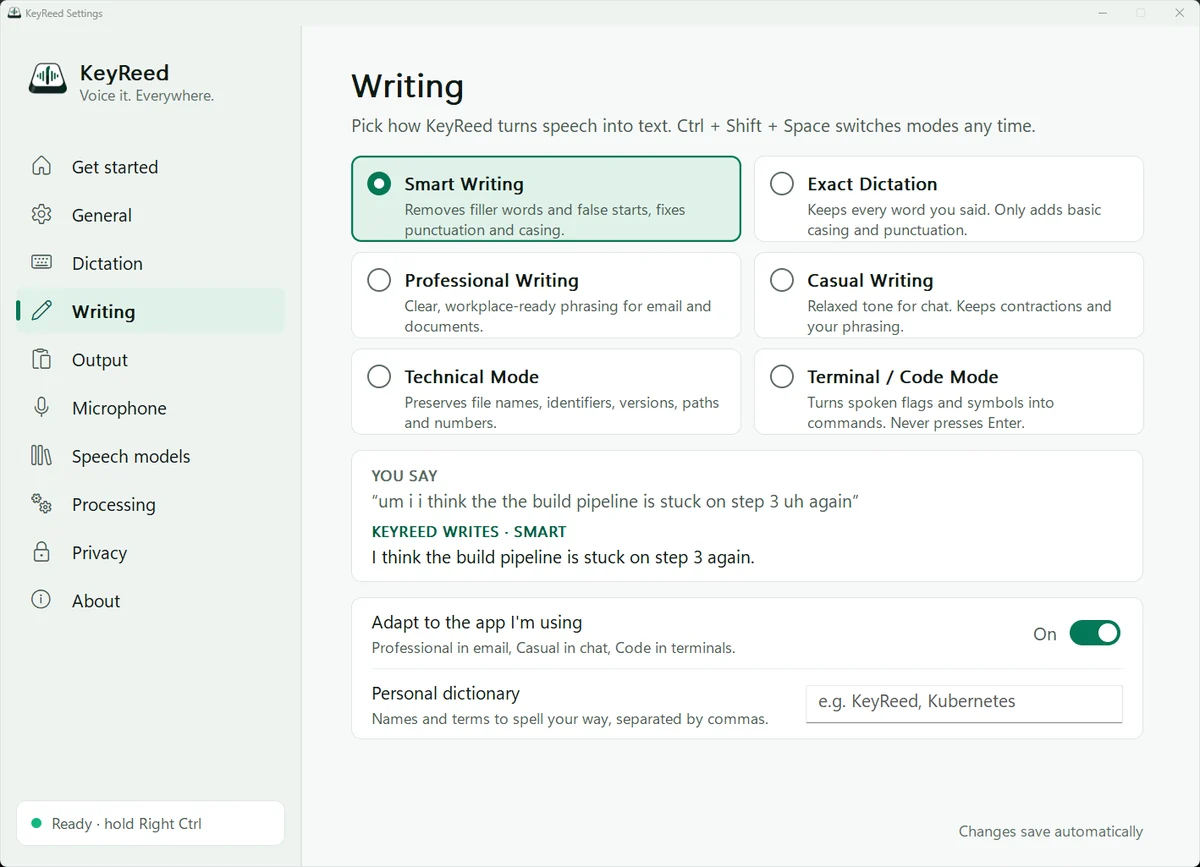 KeyReed Settings
KeyReed
Voice it. Everywhere.
Get started
General
Dictation
Writing
Output
Microphone
Speech models
Processing
Privacy
About
Ready · hold Right Ctrl
Writing
Pick how KeyReed turns speech into text. Ctrl + Shift + Space switches modes any time.
Smart Writing
Removes filler words and false starts, fixes
punctuation and casing.
Exact Dictation
Keeps every word you said. Only adds basic
casing and punctuation.
Professional Writing
Clear, workplace-ready phrasing for email and
documents.
Casual Writing
Relaxed tone for chat. Keeps contractions and
your phrasing.
Technical Mode
Preserves file names, identifiers, versions, paths
and numbers.
Terminal / Code Mode
Turns spoken flags and symbols into
commands. Never presses Enter.
YOU SAY
“um i i think the the build pipeline is stuck on step 3 uh again”
KEYREED WRITES · SMART
I think the build pipeline is stuck on step 3 again.
Adapt to the app I'm using
Professional in email, Casual in chat, Code in terminals.
On
Personal dictionary
Names and terms to spell your way, separated by commas.
e.g. KeyReed, Kubernetes
Changes save automatically